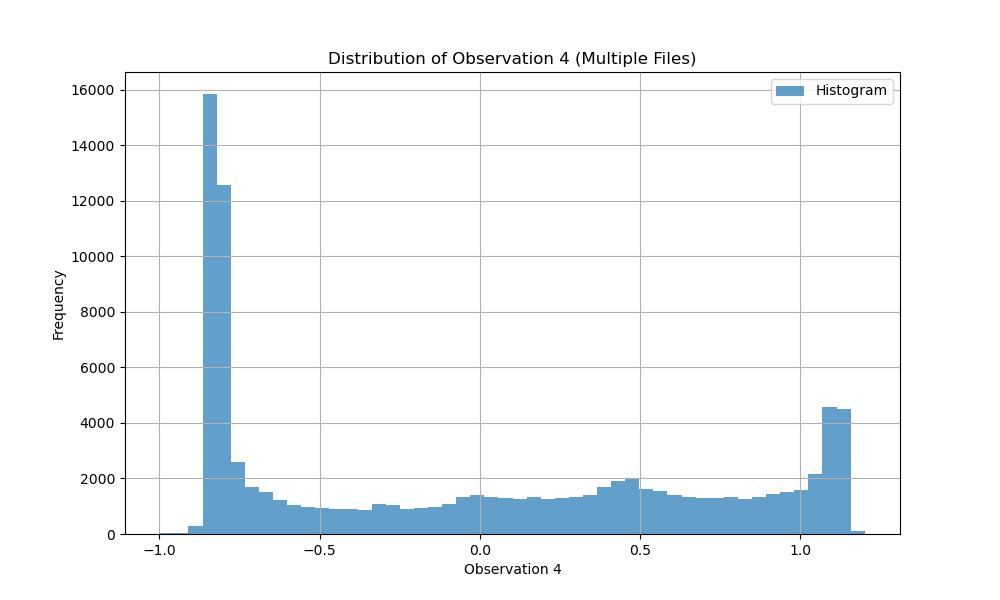 Distribution of Observation 4 (Multiple Files)
Histogram
16000
14000
12000
10000
8000
6000
4000
2000
0
Frequency
−1.0 −0.5 0.0 0.5 1.0
Observation 4